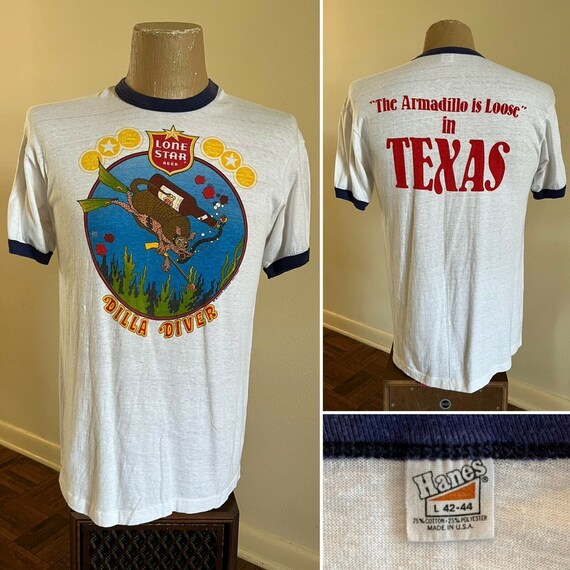 LONE
STAR
BEER
DILLA DIVER
"The Armadillo is Loose"
in
TEXAS
Hanes®
L 42-44
75% COTTON-25% POLYESTER
MADE IN U.S.A.